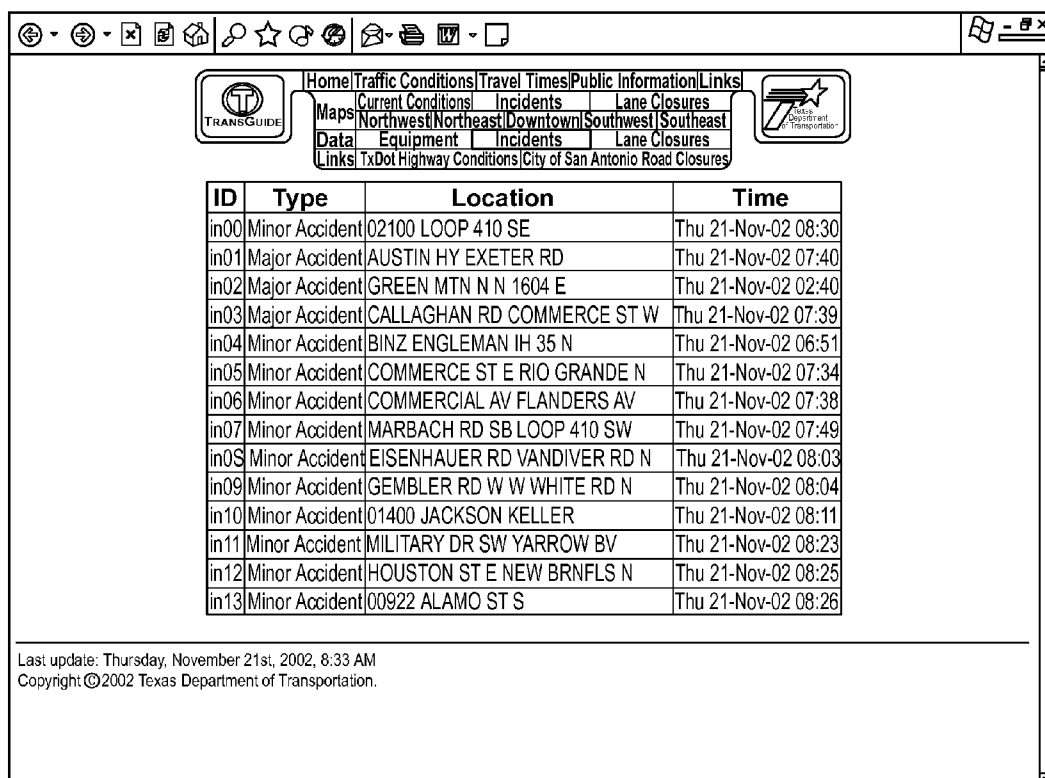 Home Traffic Conditions Travel Times Public Information Links
Maps Current Conditions Incidents Lane Closures
Northwest Northeast Downtown Southwest Southeast
Data Equipment Incidents Lane Closures
Links TxDot Highway Conditions City of San Antonio Road Closures
TRANSGUIDE
Texas
Department
of Transportation
ID Type Location Time
in00 Minor Accident 02100 LOOP 410 SE Thu 21-Nov-02 08:30
in01 Major Accident AUSTIN HY EXETER RD Thu 21-Nov-02 07:40
in02 Major Accident GREEN MTN N N 1604 E Thu 21-Nov-02 02:40
in03 Major Accident CALLAGHAN RD COMMERCE ST W Thu 21-Nov-02 07:39
in04 Minor Accident BINZ ENGLEMAN IH 35 N Thu 21-Nov-02 06:51
in05 Minor Accident COMMERCE ST E RIO GRANDE N Thu 21-Nov-02 07:34
in06 Minor Accident COMMERCIAL AV FLANDERS AV Thu 21-Nov-02 07:38
in07 Minor Accident MARBACH RD SB LOOP 410 SW Thu 21-Nov-02 07:49
in0S Minor Accident EISENHAUER RD VANDIVER RD N Thu 21-Nov-02 08:03
in09 Minor Accident GEMBLER RD W W WHITE RD N Thu 21-Nov-02 08:04
in10 Minor Accident 01400 JACKSON KELLER Thu 21-Nov-02 08:11
in11 Minor Accident MILITARY DR SW YARROW BV Thu 21-Nov-02 08:23
in12 Minor Accident HOUSTON ST E NEW BRNFLS N Thu 21-Nov-02 08:25
in13 Minor Accident 00922 ALAMO ST S Thu 21-Nov-02 08:26
Last update: Thursday, November 21st, 2002, 8:33 AM
Copyright ©2002 Texas Department of Transportation.